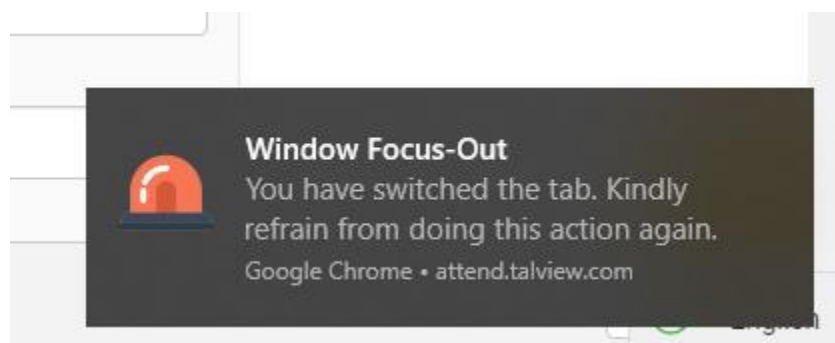 Window Focus-Out
You have switched the tab. Kindly
refrain from doing this action again.
Google Chrome • attend.talview.com
English